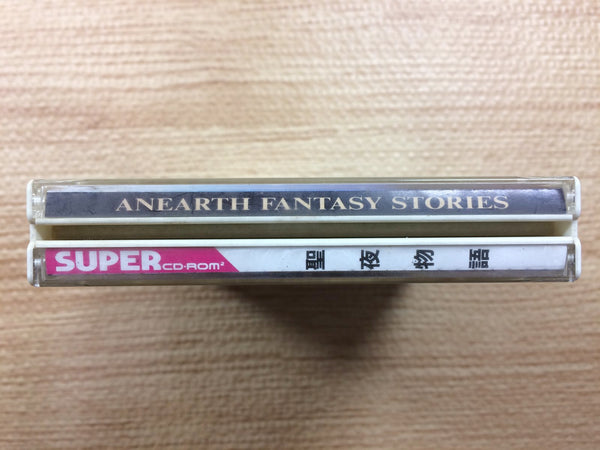 ANEARTH FANTASY STORIES
SUPER CD-ROM² 聖夜物語